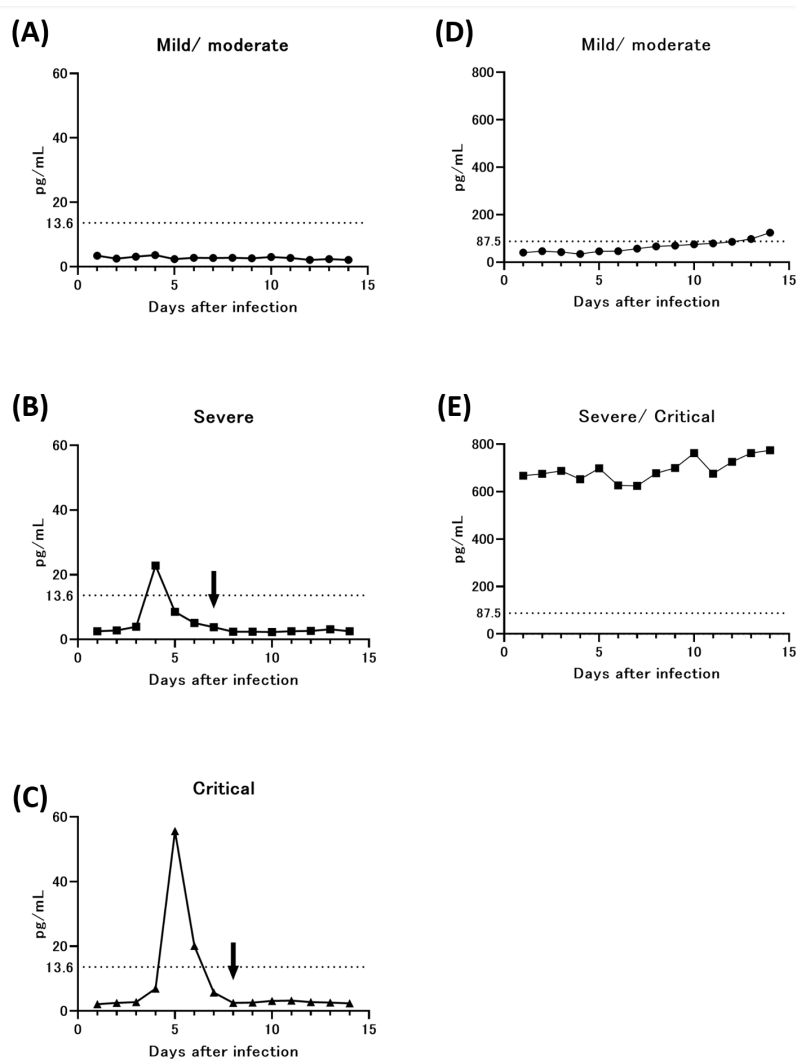 (A)
Mild/ moderate
60
40
20
13.6
0
pg/mL
0 5 10 15
Days after infection
(D)
Mild/ moderate
800
600
400
200
87.5
0
pg/mL
0 5 10 15
Days after infection
(B)
Severe
60
40
20
13.6
0
pg/mL
0 5 10 15
Days after infection
(E)
Severe/ Critical
800
600
400
200
87.5
0
pg/mL
0 5 10 15
Days after infection
(C)
Critical
60
40
20
13.6
0
pg/mL
0 5 10 15
Days after infection